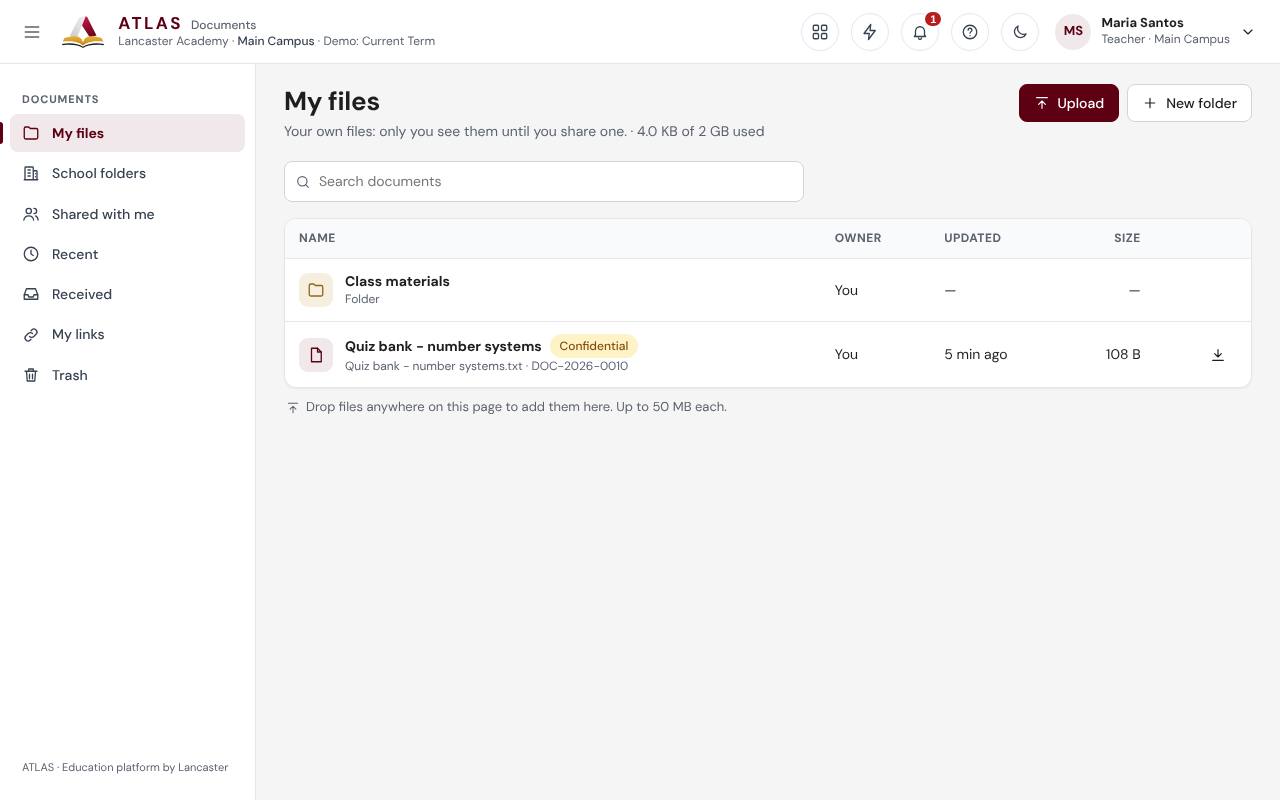 ATLAS Documents
Lancaster Academy · Main Campus · Demo: Current Term
1
MS
Maria Santos
Teacher · Main Campus
DOCUMENTS
My files
School folders
Shared with me
Recent
Received
My links
Trash
ATLAS · Education platform by Lancaster
My files
Your own files: only you see them until you share one. · 4.0 KB of 2 GB used
Upload
New folder
Search documents
NAME OWNER UPDATED SIZE
Class materials
Folder
You — —
Quiz bank - number systems Confidential
Quiz bank - number systems.txt · DOC-2026-0010
You 5 min ago 108 B
Drop files anywhere on this page to add them here. Up to 50 MB each.